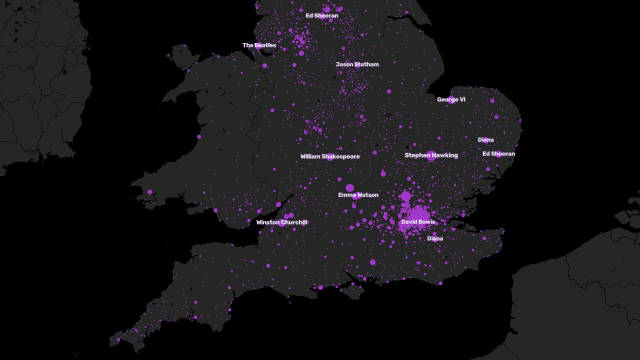 Ed Sheeran
The Beatles
Jason Statham
George VI
Diana
Ed Sheeran
William Shakespeare
Stephen Hawking
Emma Watson
Winston Churchill
David Bowie
Diana